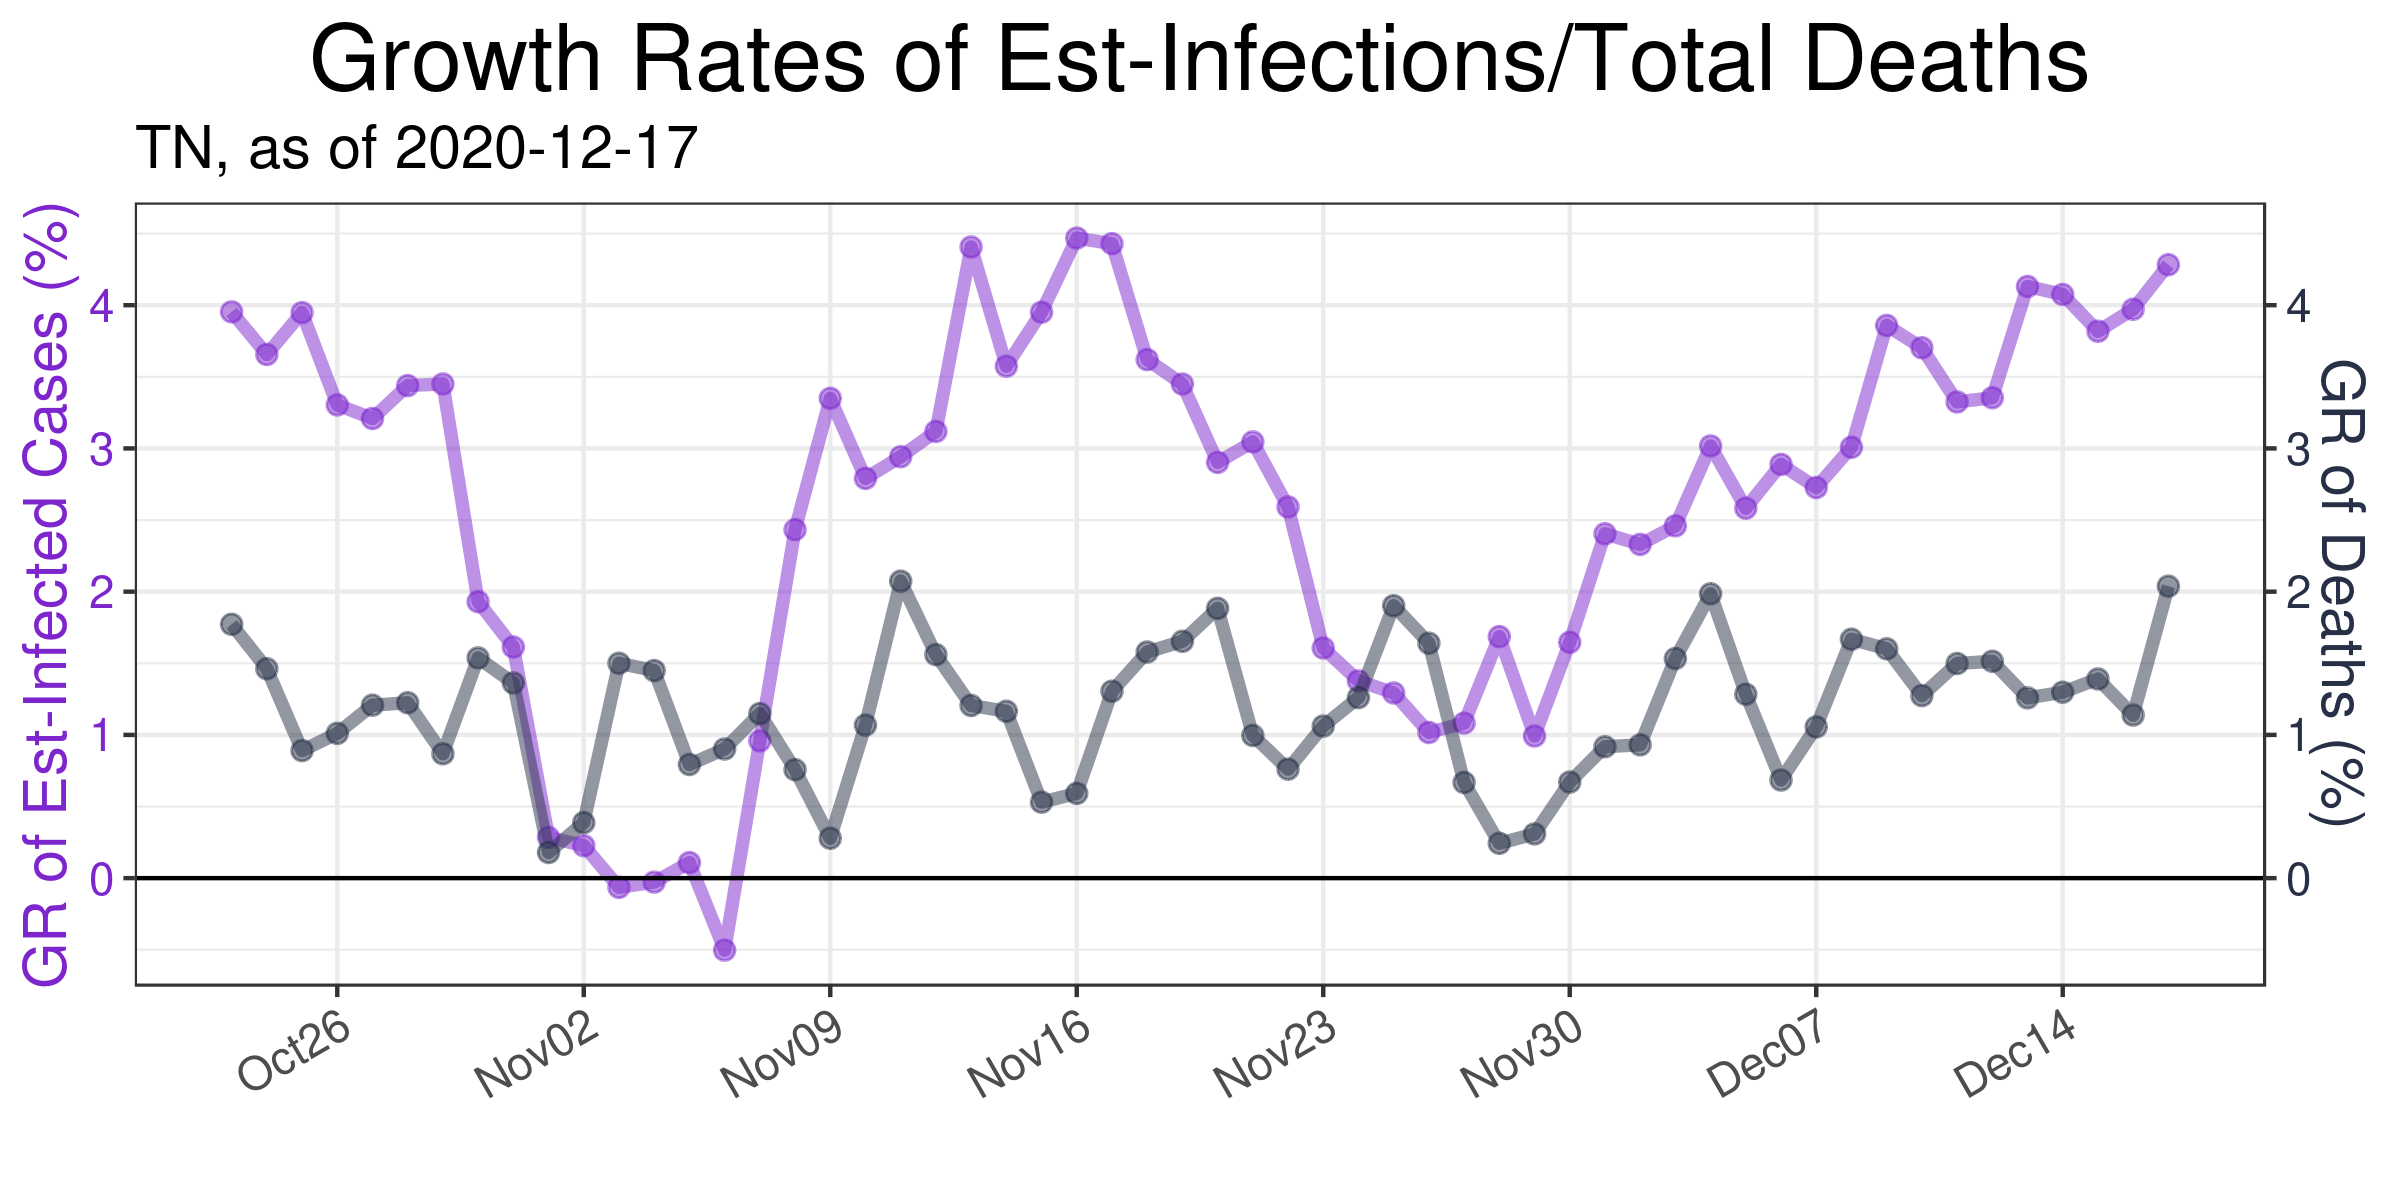 Growth Rates of Est-Infections/Total Deaths
TN, as of 2020-12-17
GR of Est-Infected Cases (%)
4
3
2
1
0
4
3
2
1
0
GR of Deaths (%)
Oct26
Nov02
Nov09
Nov16
Nov23
Nov30
Dec07
Dec14